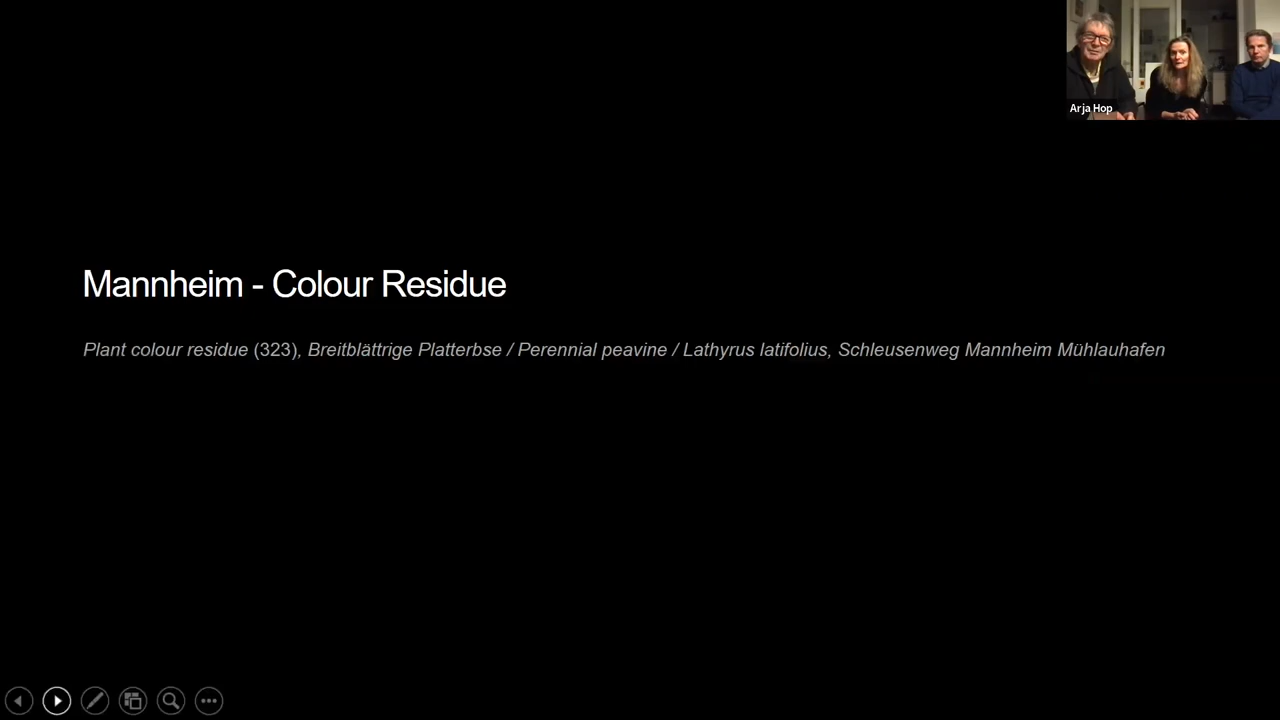 Arja Hop
Mannheim - Colour Residue
Plant colour residue (323), Breitblättrige Platterbse / Perennial peavine / Lathyrus latifolius, Schleusenweg Mannheim Mühlauhafen